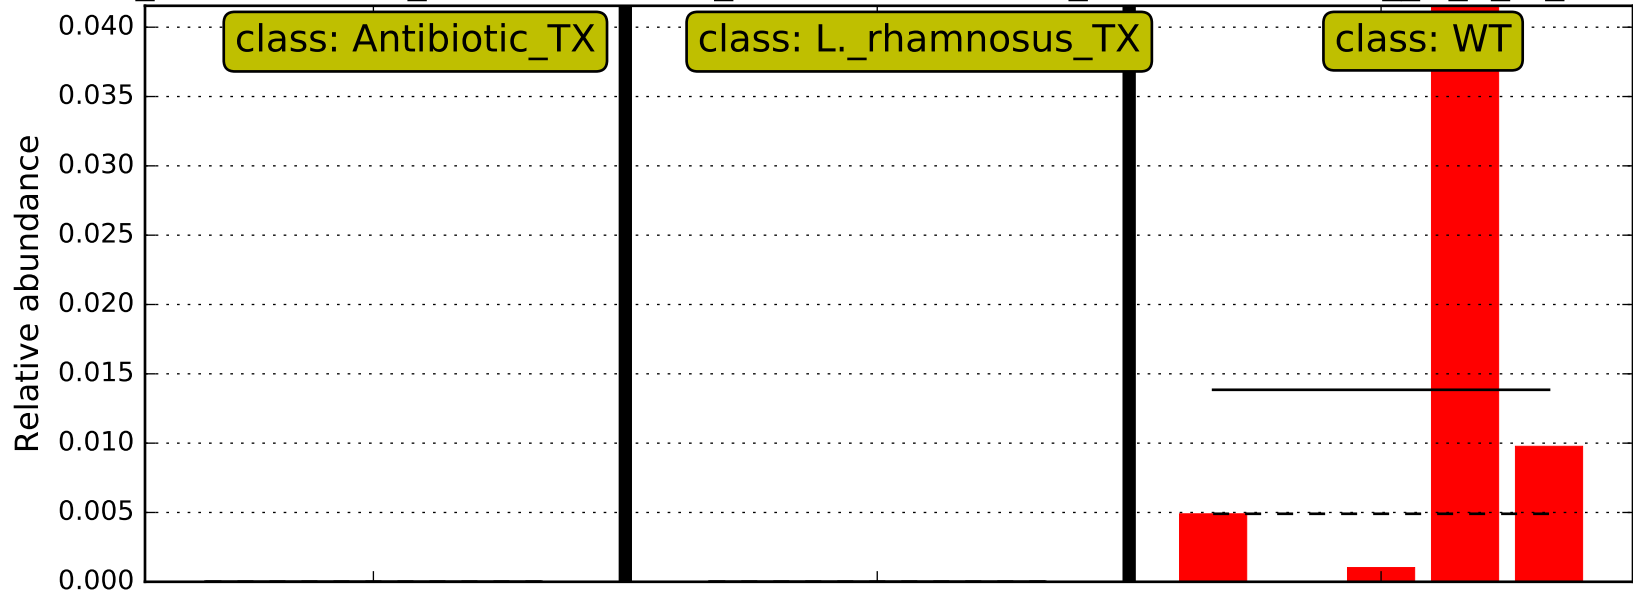 class: Antibiotic_TX
class: L._rhamnosus_TX
class: WT
0.040
0.035
0.030
0.025
0.020
0.015
0.010
0.005
0.000
Relative abundance